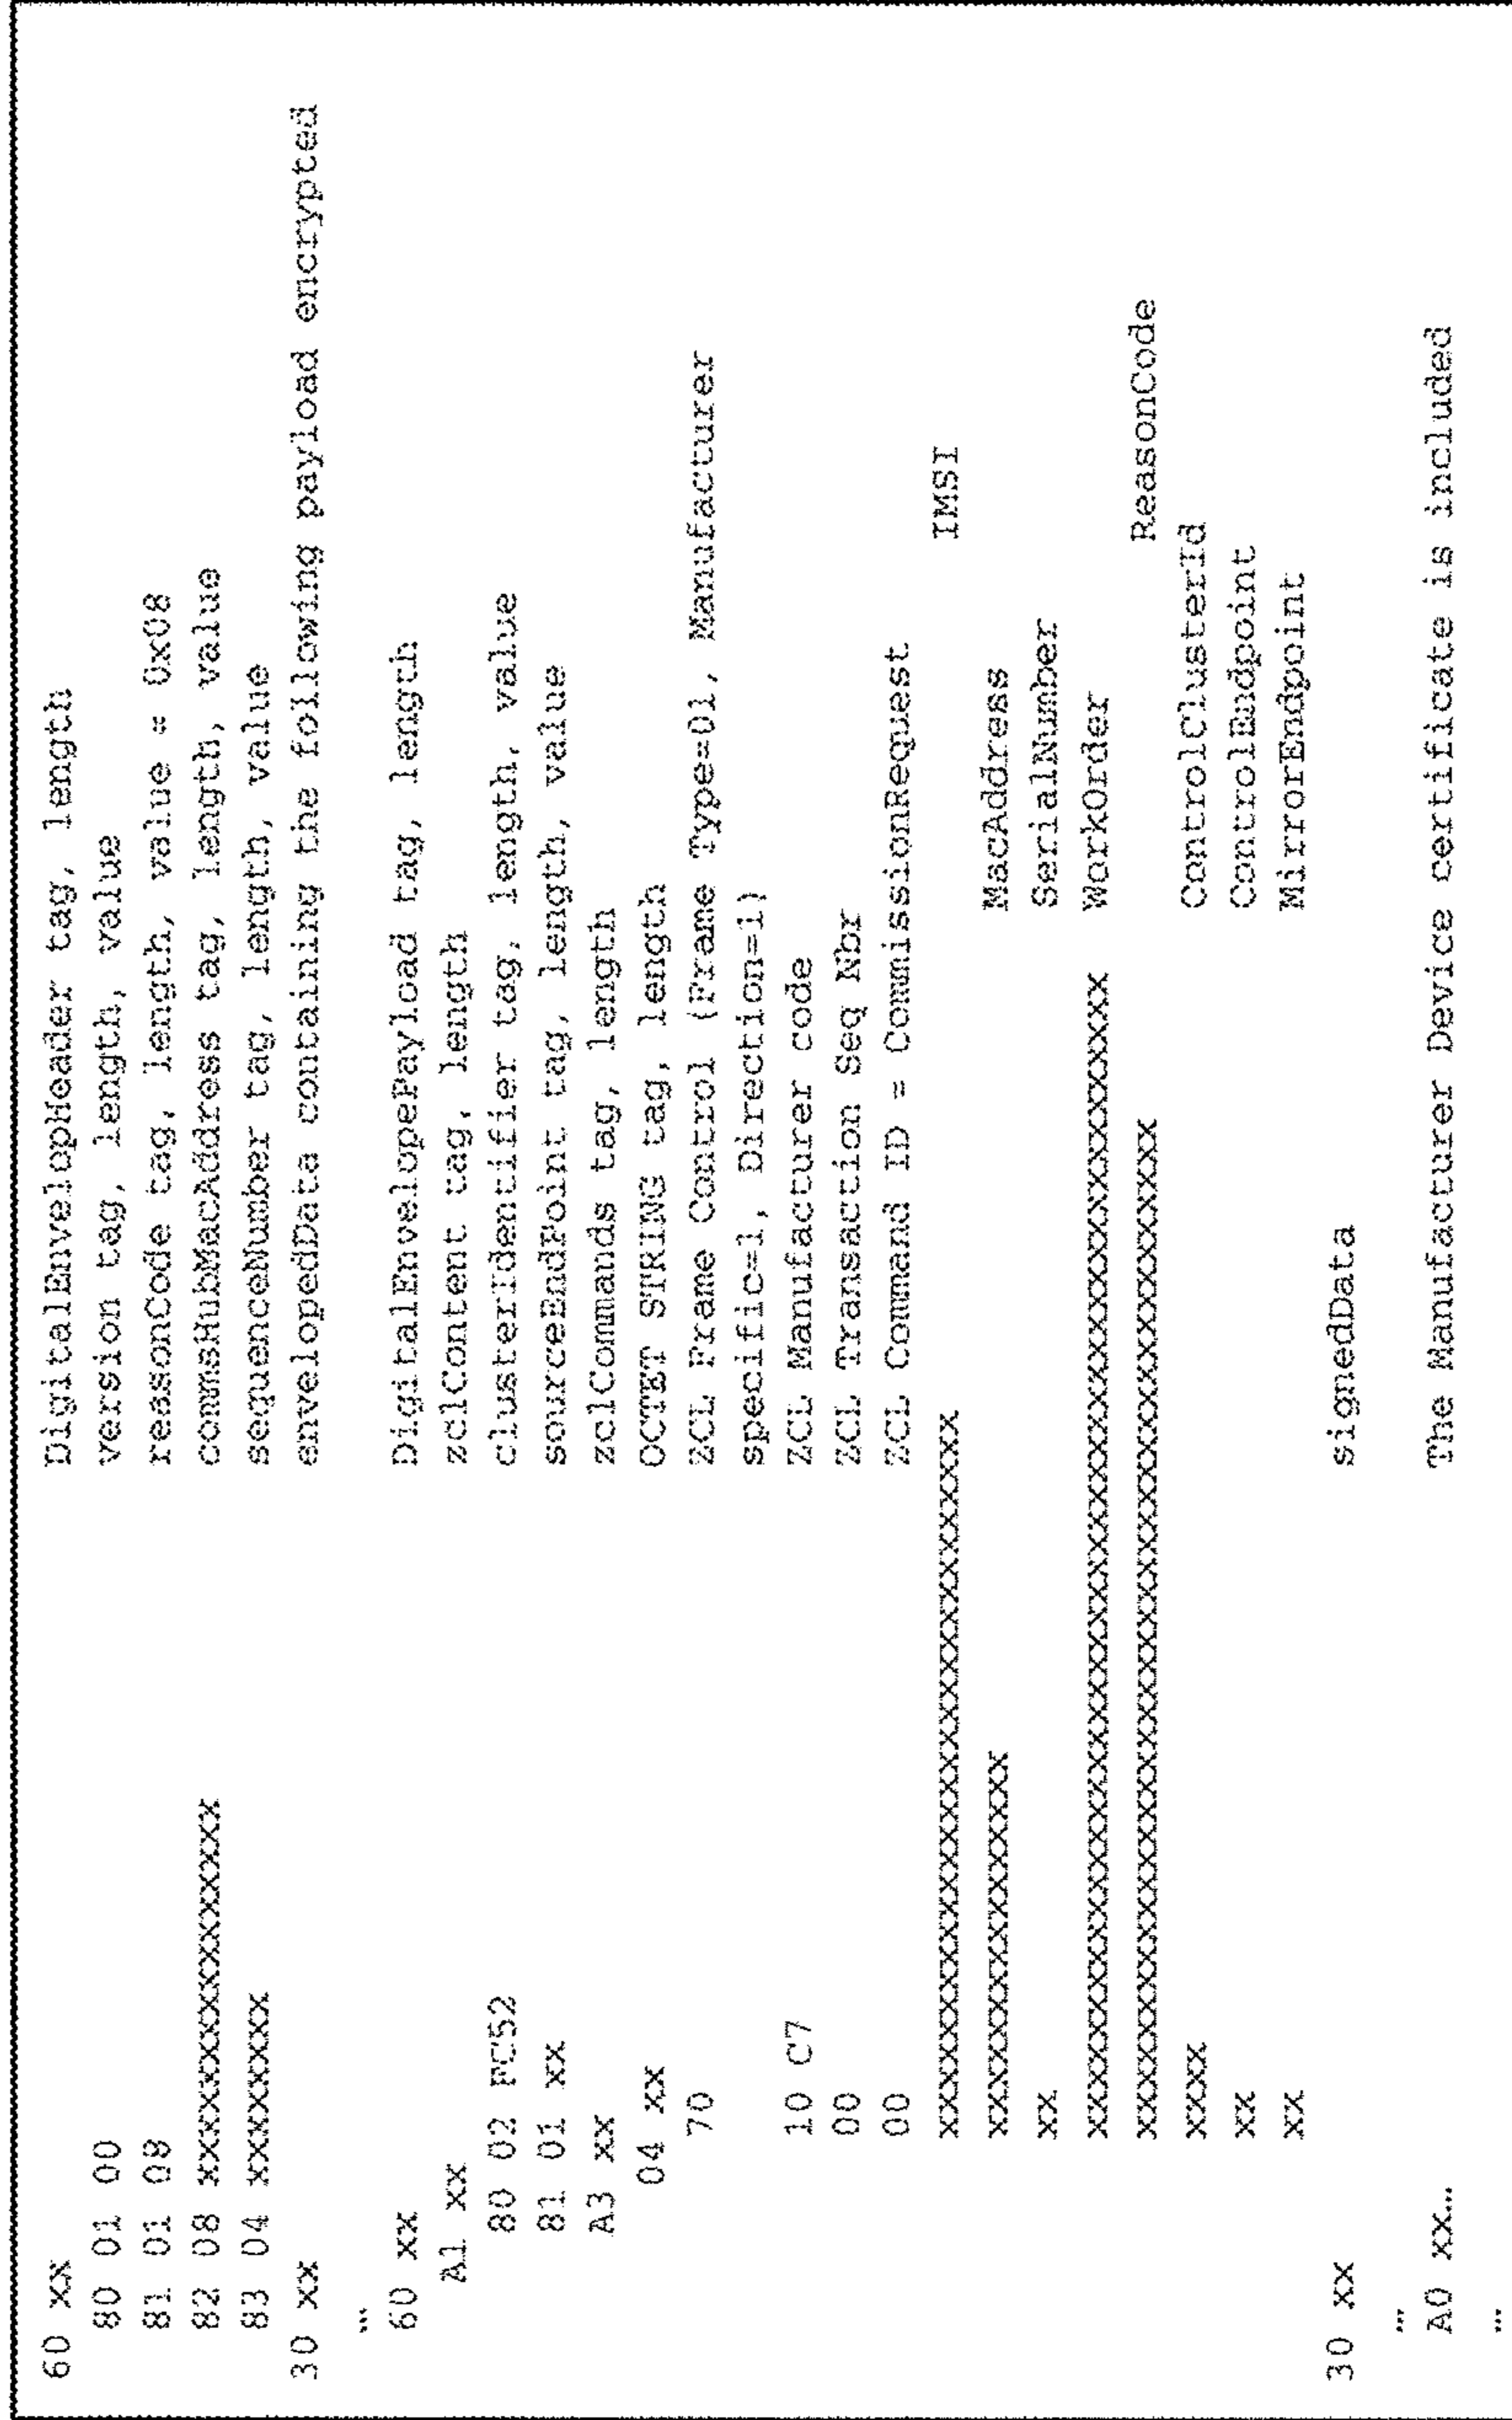 60 xx DigitalEnvelopHeader tag, length
80 01 00 version tag, length, value
81 01 08 reasonCode tag, length, value = 0x08
82 08 xxxxxxxxxxxxxxxx commsHubMacAddress tag, length, value
83 04 xxxxxxxx sequenceNumber tag, length, value
30 xx envelopedData containing the following payload encrypted
…
60 xx DigitalEnvelopePayload tag, length
A1 xx zclContent tag, length
80 02 FC52 clusterIdentifier tag, length, value
81 01 xx sourceEndPoint tag, length, value
A3 xx zclCommands tag, length
04 xx OCTET STRING tag, length
70 ZCL Frame Control (Frame Type=01, Manufacturer
specific=1, Direction=1)
10 C7 ZCL Manufacturer code
00 ZCL Transaction Seq Nbr
00 ZCL Command ID = CommissionRequest
xxxxxxxxxxxxxxxxxxxxxxxxxxxxxx IMSI
xxxxxxxxxxxxxxxx MacAddress
xx SerialNumber
xxxxxxxxxxxxxxxxxxxxxxxxxxxxxxxxxxxxxxxxxxxxxxxx WorkOrder
xxxxxxxxxxxxxxxxxxxxxxxxxxxxxxxxxxxxxxxxxx ReasonCode
xxxx ControlClusterId
xx ControlEndpoint
xx MirrorEndpoint
30 xx signedData
…
A0 xx… The Manufacturer Device certificate is included
…